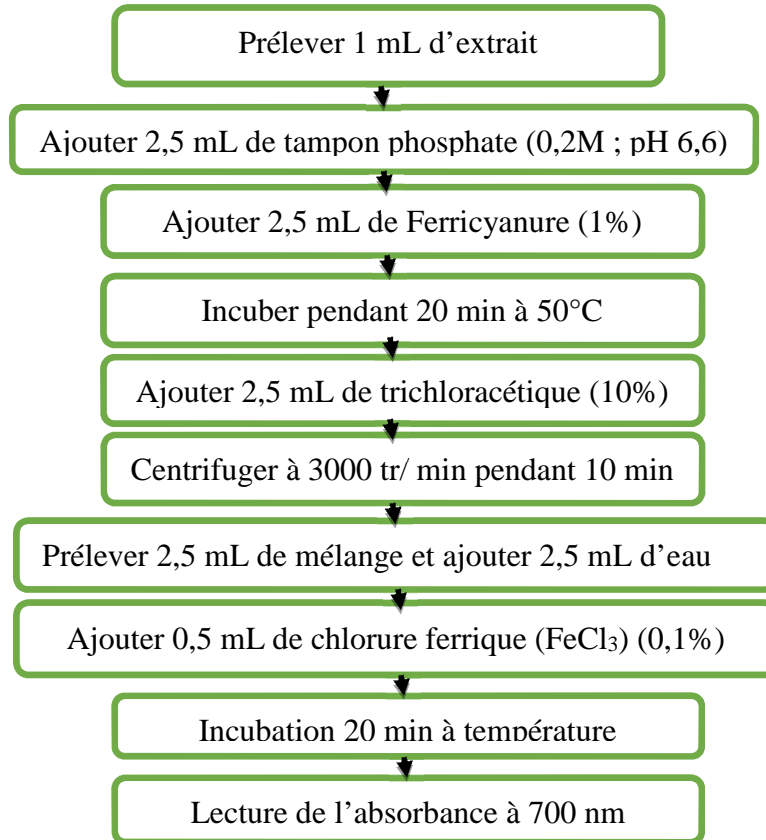 Prélever 1 mL d’extrait
Ajouter 2,5 mL de tampon phosphate (0,2M ; pH 6,6)
Ajouter 2,5 mL de Ferricyanure (1%)
Incuber pendant 20 min à 50°C
Ajouter 2,5 mL de trichloracétique (10%)
Centrifuger à 3000 tr/ min pendant 10 min
Prélever 2,5 mL de mélange et ajouter 2,5 mL d’eau
Ajouter 0,5 mL de chlorure ferrique (FeCl₃) (0,1%)
Incubation 20 min à température
Lecture de l’absorbance à 700 nm